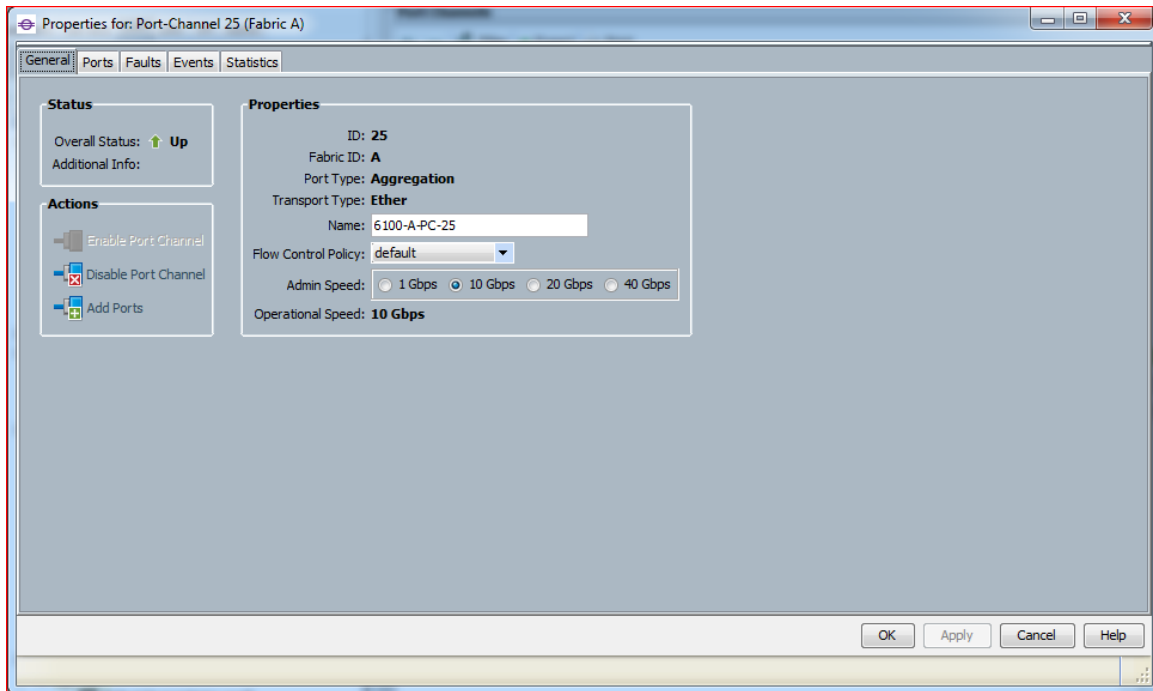 Properties for: Port-Channel 25 (Fabric A)
General Ports Faults Events Statistics
Status
Overall Status: Up
Additional Info:
Actions
Enable Port Channel
Disable Port Channel
Add Ports
Properties
ID: 25
Fabric ID: A
Port Type: Aggregation
Transport Type: Ether
Name: 6100-A-PC-25
Flow Control Policy: default
Admin Speed: 1 Gbps 10 Gbps 20 Gbps 40 Gbps
Operational Speed: 10 Gbps
OK Apply Cancel Help